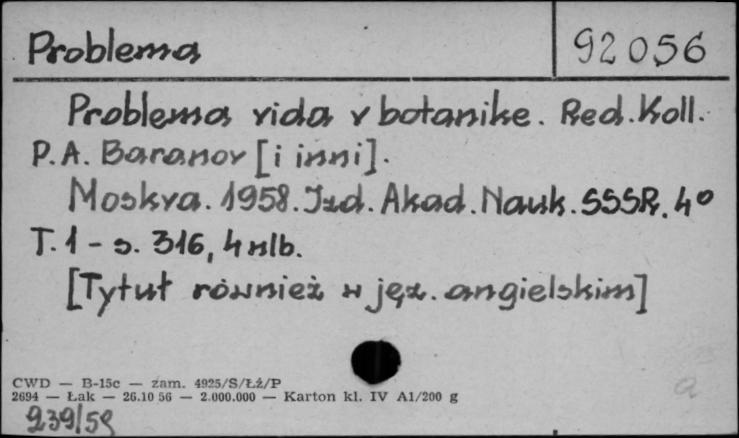 Problema
92056
Problema vida v botanike. Red. Koll.
P.A. Baranov [i inni].
Moskva. 1958. Izd. Akad. Nauk. SSSR. 4º
T. 1 - s. 316, 4 nlb.
[Tytuł również w jęz. angielskim]
CWD — B-15c — zam. 4925/S/Łż/P
2694 — Łak — 26.10 56 — 2.000.000 — Karton kl. IV A1/200 g
239/59
a